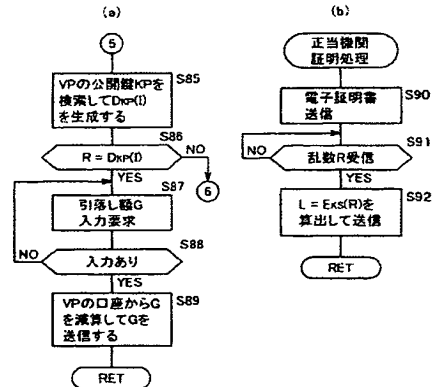 (a)
5
VPの公開鍵KPを
検索してDKP(I)
を生成する
S85
S86
R = DKP(I)
NO
6
YES
S87
引落し額G
入力要求
S88
NO
入力あり
YES
VPの口座からG
を減算してGを
送信する
S89
RET
(b)
正当機関
証明処理
電子証明書
送信
S90
S91
NO
乱数R受信
YES
S92
L = EKS(R)を
算出して送信
RET